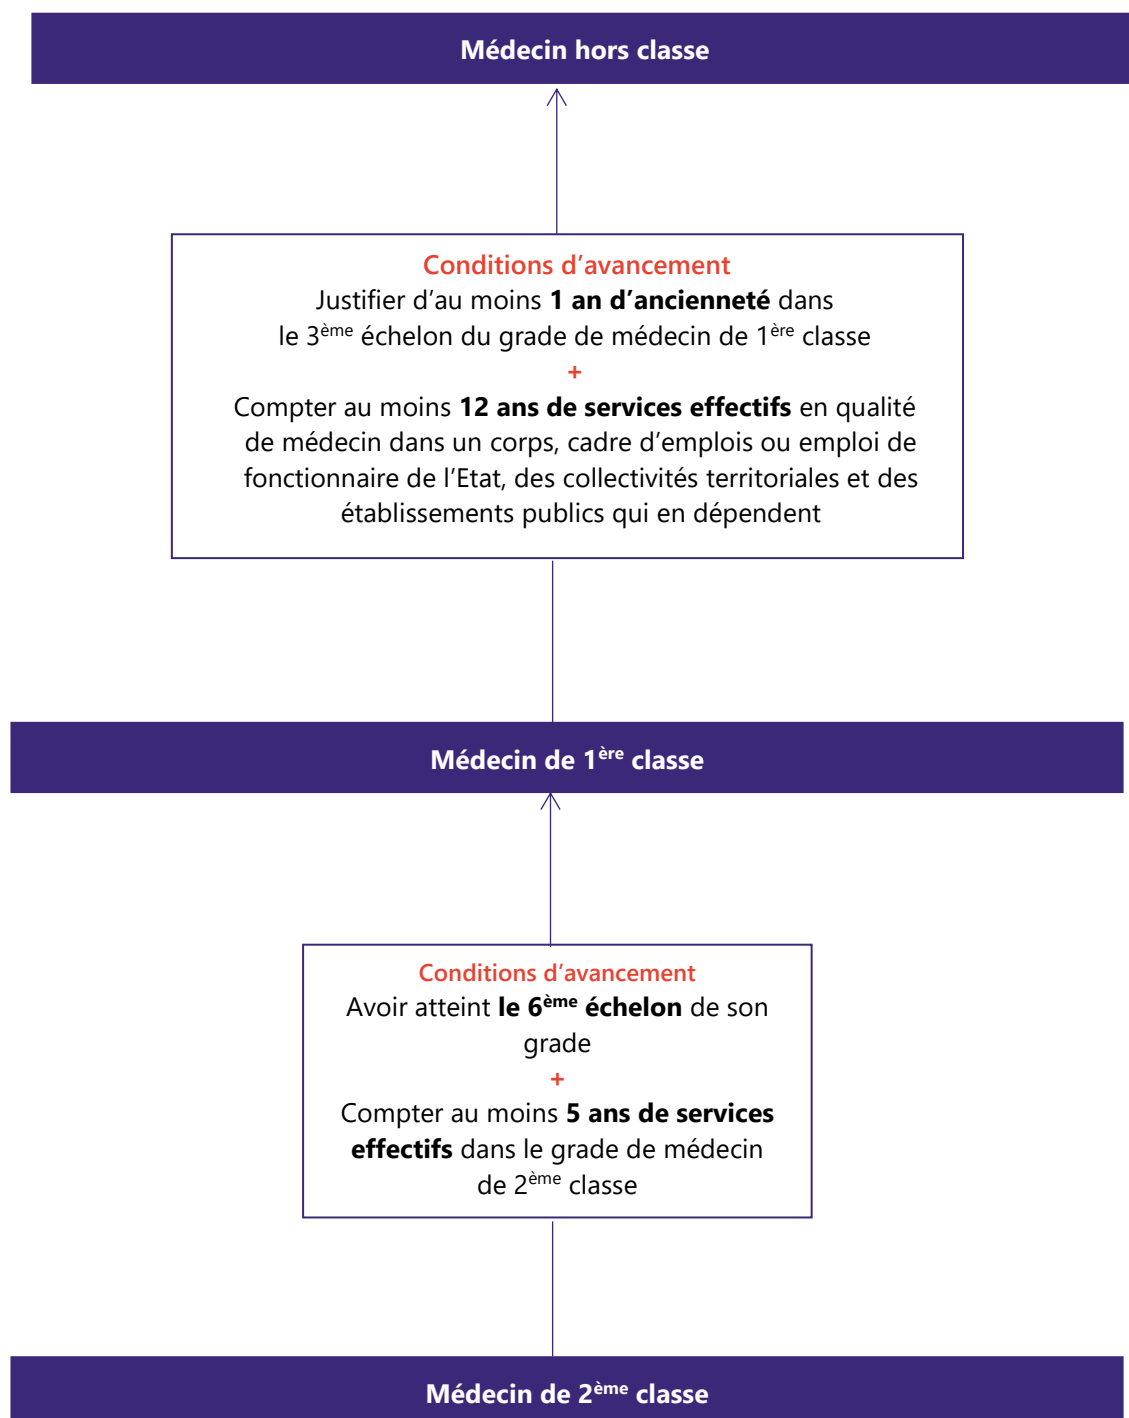 Médecin hors classe
Conditions d’avancement
Justifier d’au moins 1 an d’ancienneté dans
le 3ème échelon du grade de médecin de 1ère classe
+
Compter au moins 12 ans de services effectifs en qualité
de médecin dans un corps, cadre d’emplois ou emploi de
fonctionnaire de l’Etat, des collectivités territoriales et des
établissements publics qui en dépendent
Médecin de 1ère classe
Conditions d’avancement
Avoir atteint le 6ème échelon de son
grade
+
Compter au moins 5 ans de services
effectifs dans le grade de médecin
de 2ème classe
Médecin de 2ème classe